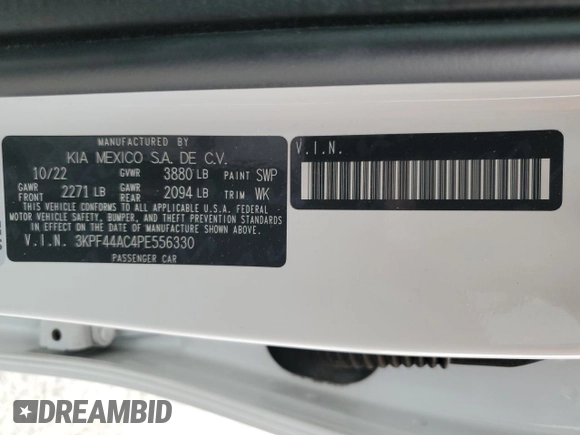 MANUFACTURED BY
KIA MEXICO S.A. DE C.V.
10/22 GVWR 3880 LB PAINT SWP
GAWR FRONT 2271 LB GAWR REAR 2094 LB TRIM WK
THIS VEHICLE CONFORMS TO ALL APPLICABLE U.S.A. FEDERAL
MOTOR VEHICLE SAFETY, BUMPER, AND THEFT PREVENTION STANDARDS
IN EFFECT ON THE DATE OF MANUFACTURE SHOWN ABOVE.
V.I.N. 3KPF44AC4PE556330
PASSENGER CAR
V.I.N.
DREAMBID